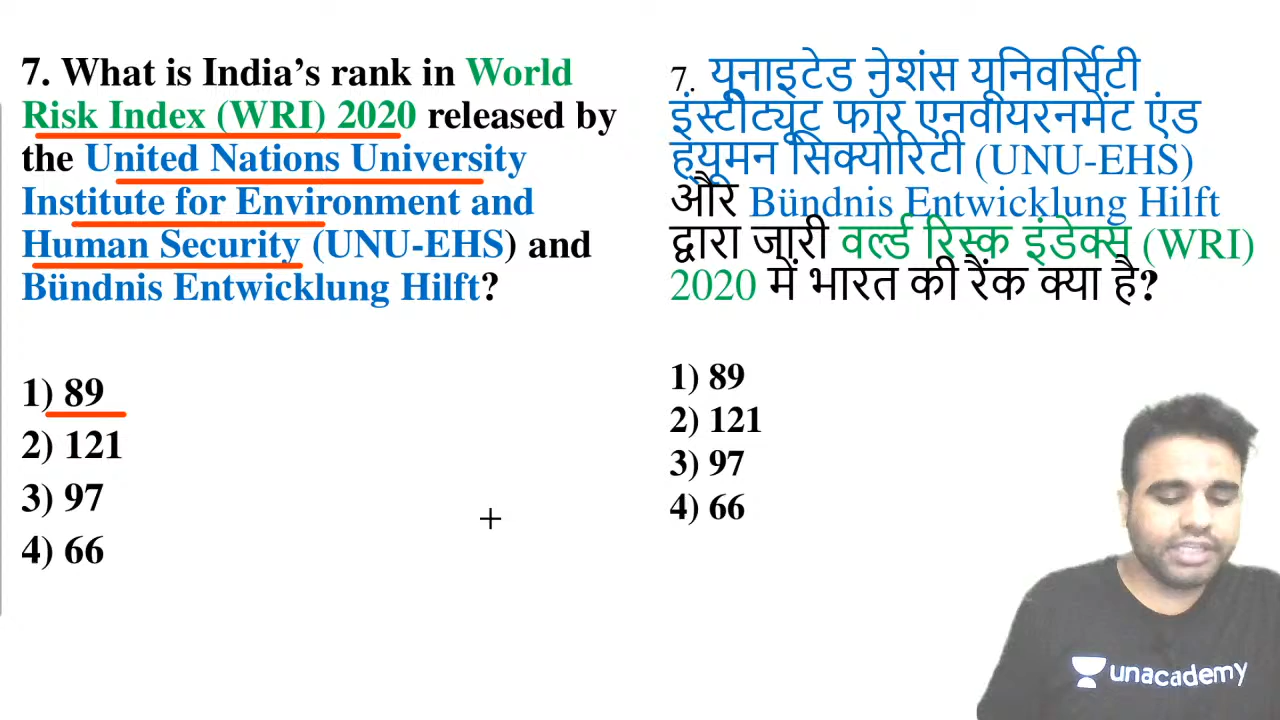 7. What is India’s rank in World
Risk Index (WRI) 2020 released by
the United Nations University
Institute for Environment and
Human Security (UNU-EHS) and
Bündnis Entwicklung Hilft?
1) 89
2) 121
3) 97
4) 66
7. यूनाइटेड नेशंस यूनिवर्सिटी
इंस्टीट्यूट फार एनवायरनमेंट एंड
ह्यूमन सिक्योरिटी (UNU-EHS)
और Bündnis Entwicklung Hilft
द्वारा जारी वर्ल्ड रिस्क इंडेक्स (WRI)
2020 में भारत की रैंक क्या है?
1) 89
2) 121
3) 97
4) 66
unacademy